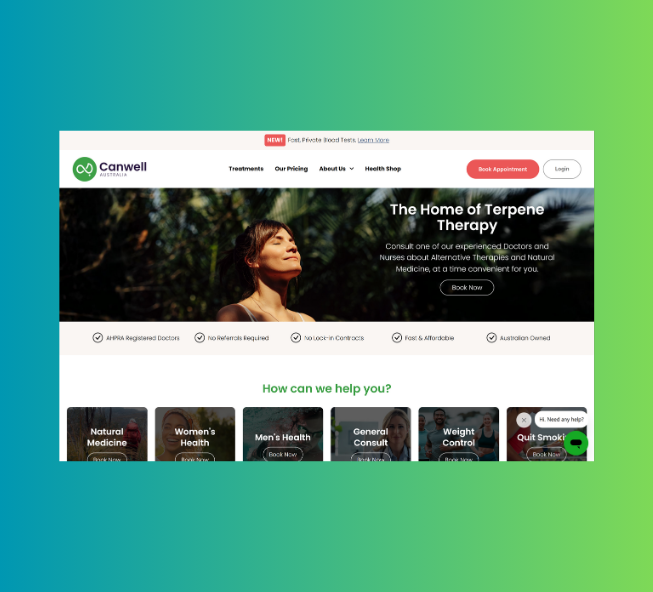 NEW! Fast, Private Blood Tests. Learn More
Canwell
AUSTRALIA
Treatments Our Pricing About Us Health Shop Book Appointment Login
The Home of Terpene
Therapy
Consult one of our experienced Doctors and
Nurses about Alternative Therapies and Natural
Medicine, at a time convenient for you.
Book Now
AHPRA Registered Doctors No Referrals Required No Lock-in Contracts Fast & Affordable Australian Owned
How can we help you?
Natural
Medicine
Book Now
Women's
Health
Book Now
Men's Health
Book Now
General
Consult
Book Now
Weight
Control
Book Now
Hi. Need any help?
Quit Smoki
Book Now